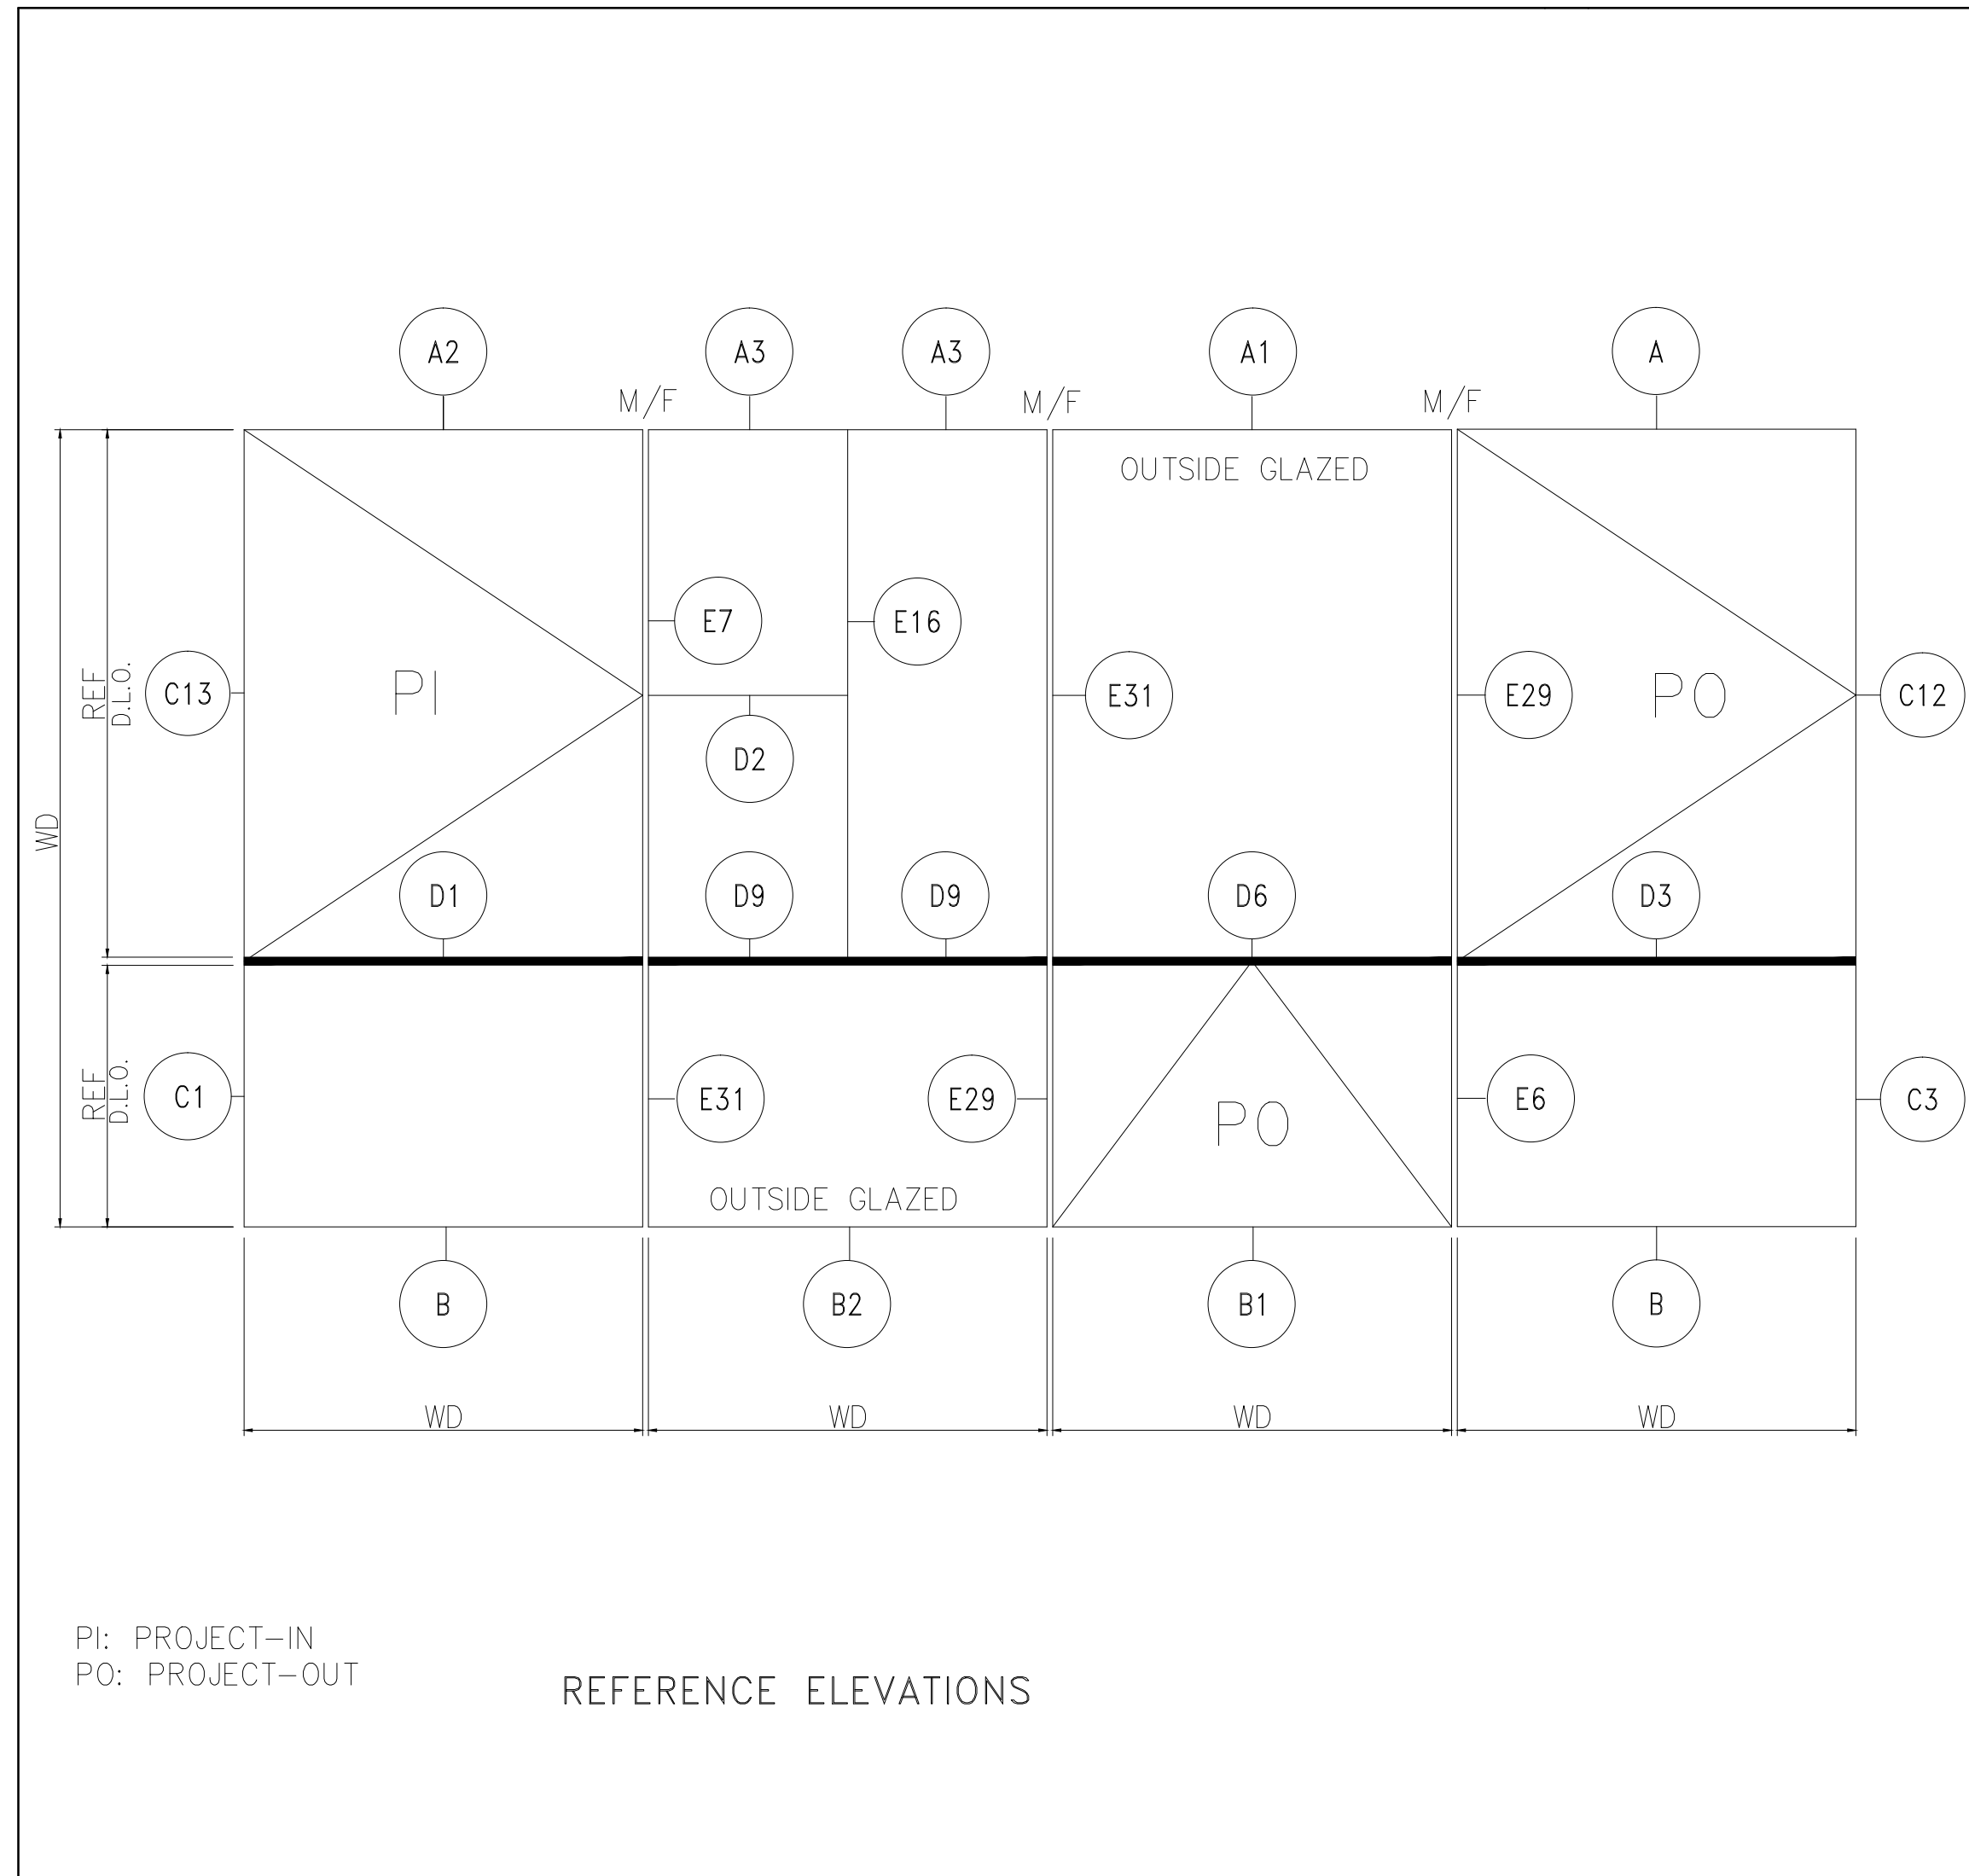 A2
A3
A3
A1
A
M/F
M/F
M/F
OUTSIDE GLAZED
E7
E16
C13
REF
D.L.O.
PI
E31
E29
PO
C12
D2
WD
D1
D9
D9
D6
D3
C1
REF
D.L.O.
E31
E29
PO
E6
C3
OUTSIDE GLAZED
B
B2
B1
B
WD
WD
WD
WD
PI: PROJECT-IN
PO: PROJECT-OUT
REFERENCE ELEVATIONS